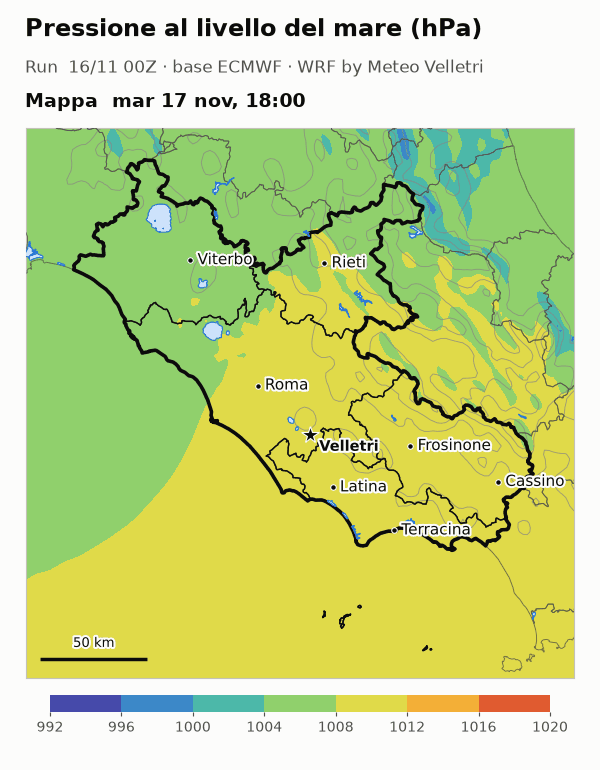 Pressione al livello del mare (hPa)
Run  16/11 00Z · base ECMWF · WRF by Meteo Velletri
Mappa  mar 17 nov, 18:00
Viterbo
Rieti
Roma
Velletri
Frosinone
Latina
Cassino
Terracina
50 km
992 996 1000 1004 1008 1012 1016 1020